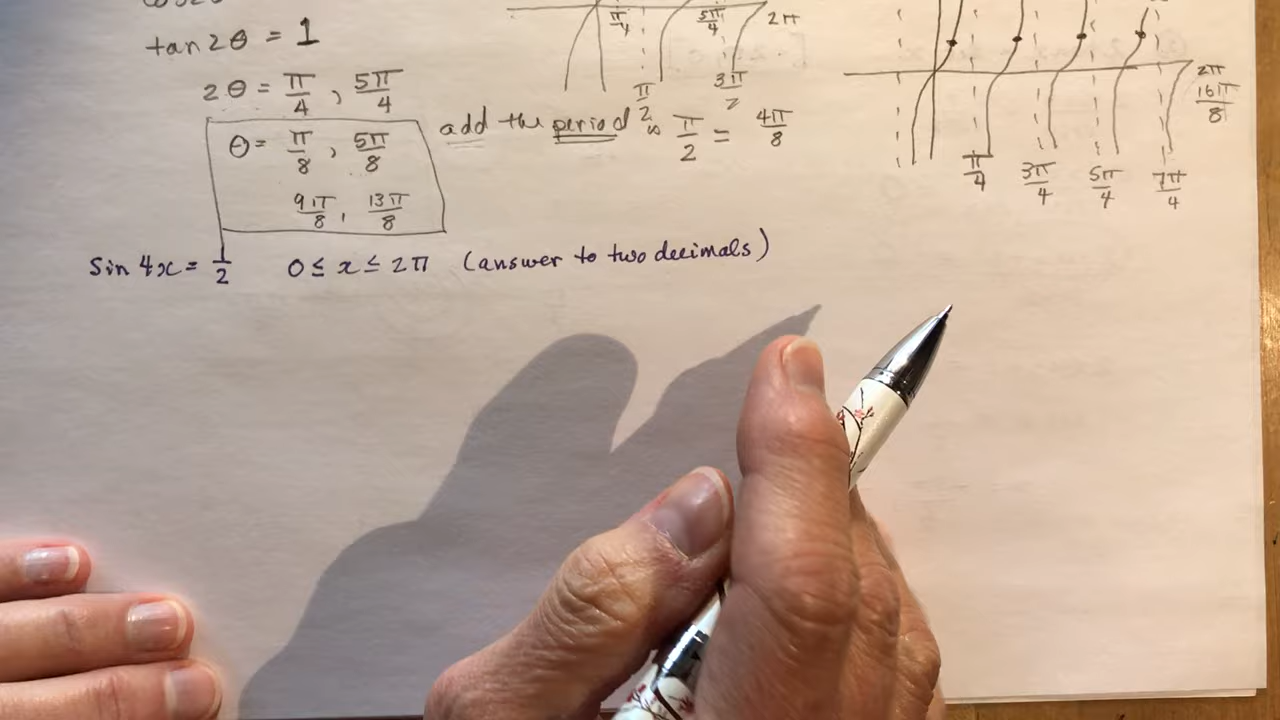 tan 2θ = 1
2θ = π/4 , 5π/4
θ = π/8 , 5π/8
9π/8 , 13π/8
add the period is π/2 = 4π/8
sin 4x = 1/2 0 ≤ x ≤ 2π (answer to two decimals)
π/4 5π/4 2π
π/2 3π/2
2π
16π/8
π/4 3π/4 5π/4 7π/4